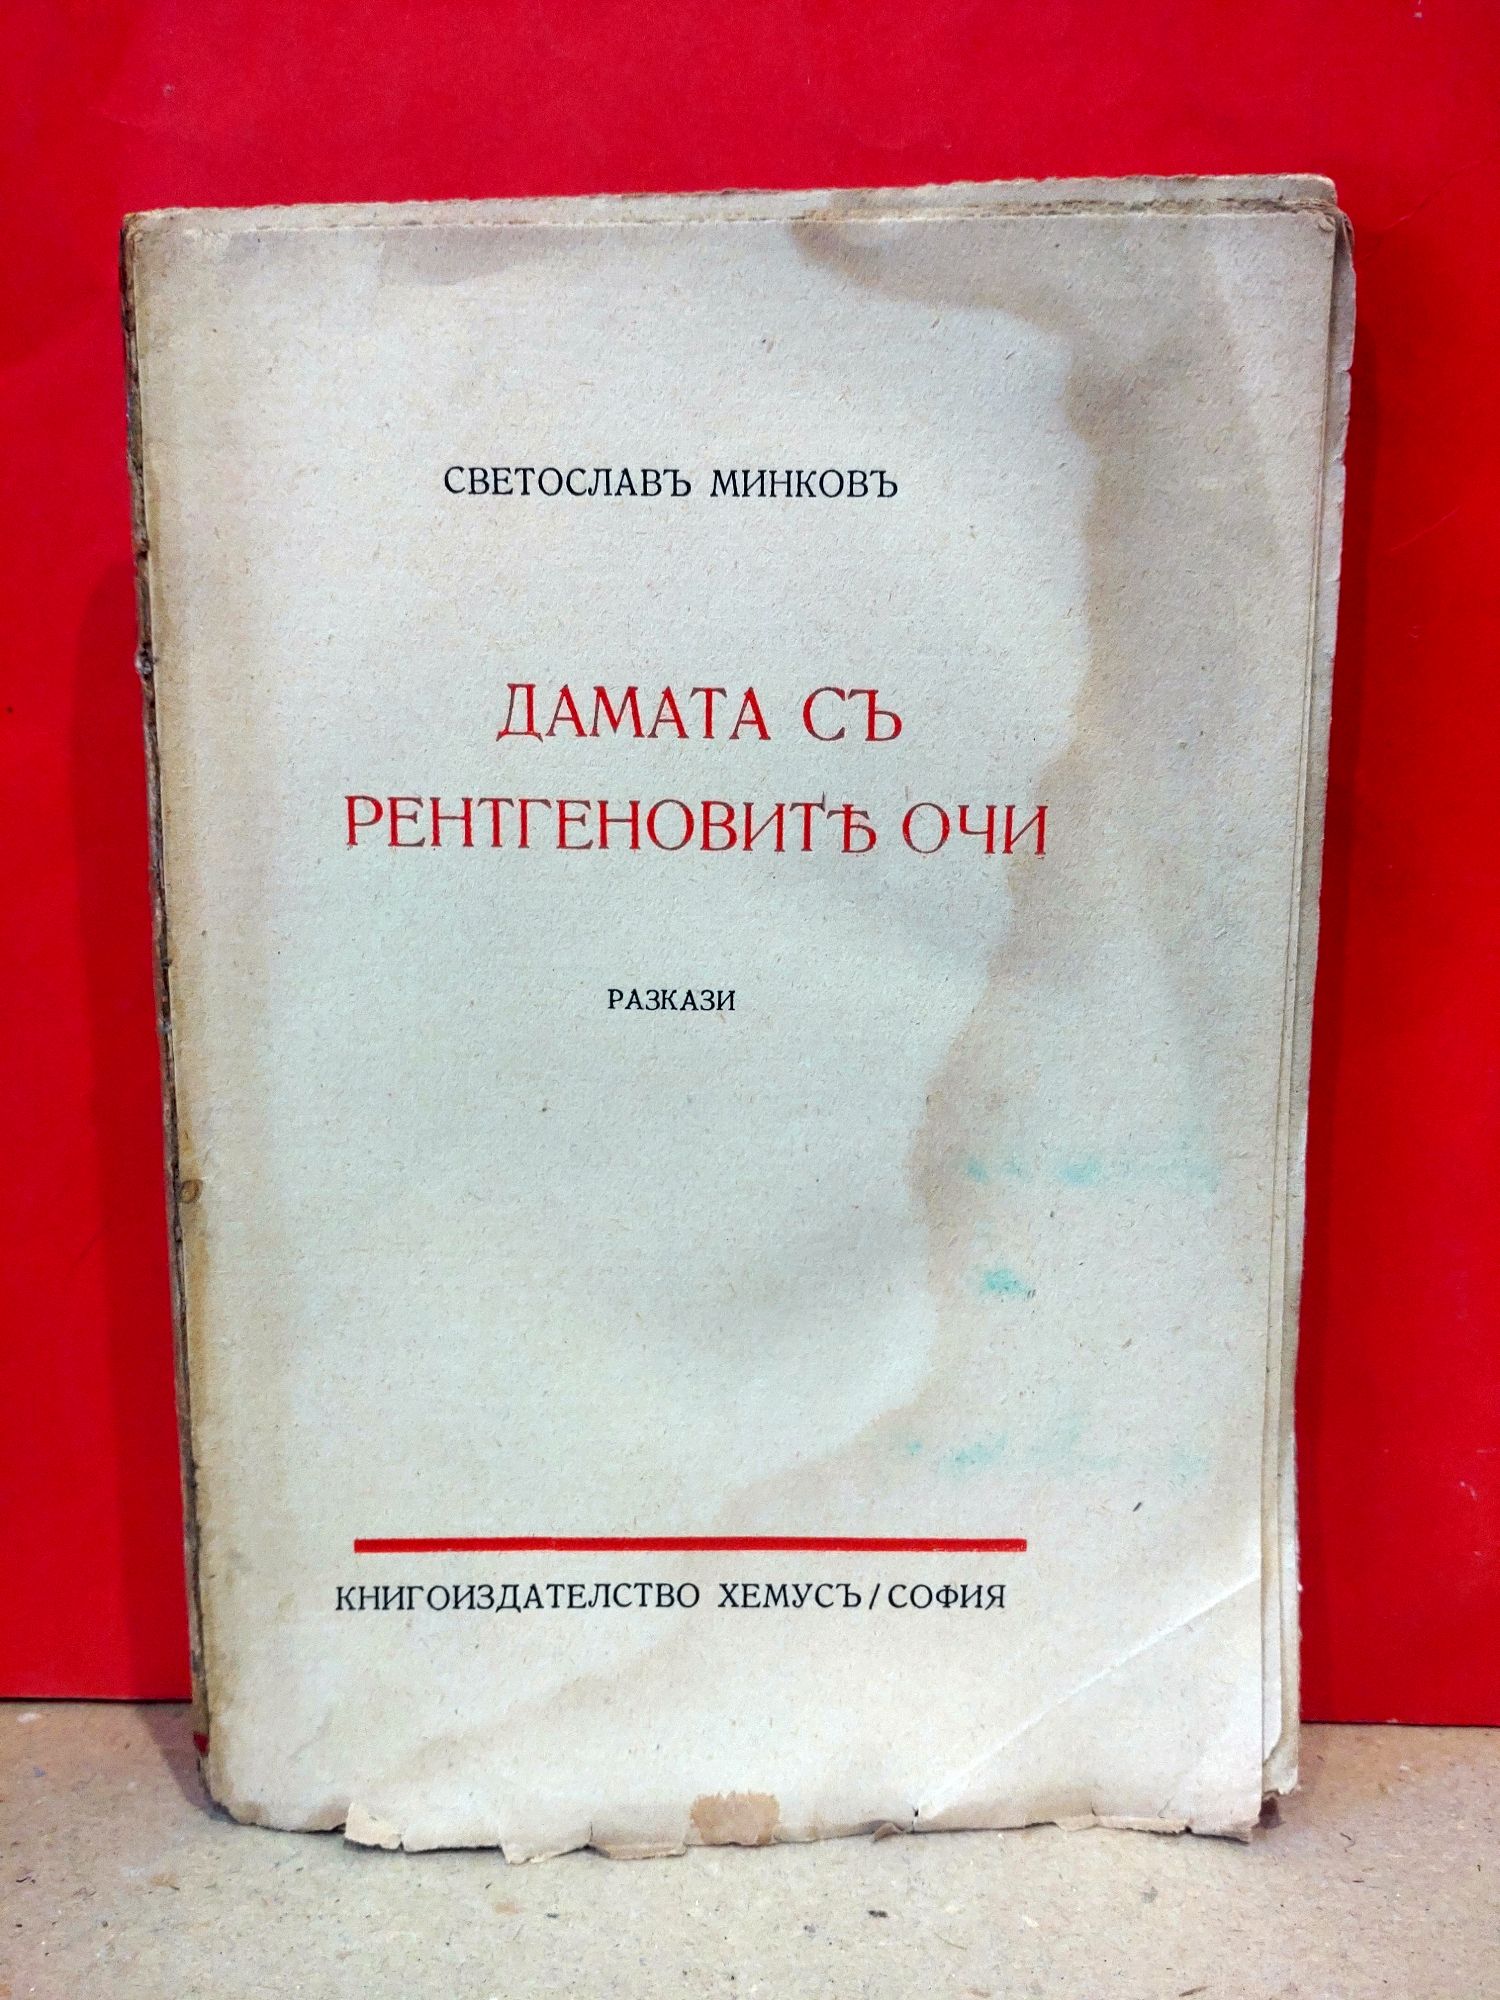 СВЕТОСЛАВЪ МИНКОВЪ
ДАМАТА СЪ
РЕНТГЕНОВИТѢ ОЧИ
РАЗКАЗИ
КНИГОИЗДАТЕЛСТВО ХЕМУСЪ / СОФИЯ